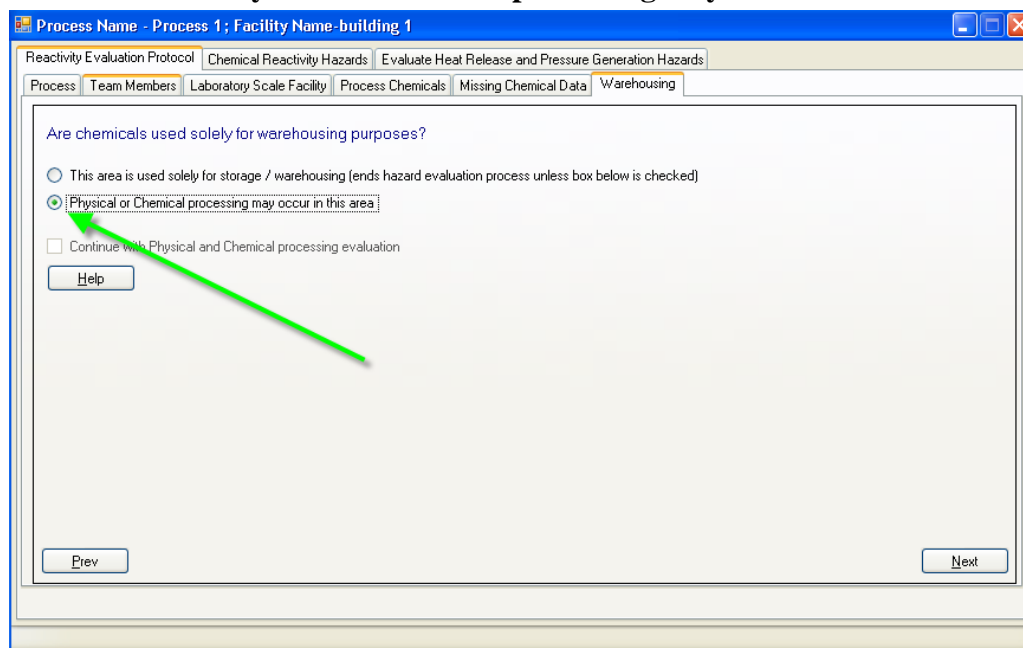 Process Name - Process 1; Facility Name-building 1
Reactivity Evaluation Protocol Chemical Reactivity Hazards Evaluate Heat Release and Pressure Generation Hazards
Process Team Members Laboratory Scale Facility Process Chemicals Missing Chemical Data Warehousing
Are chemicals used solely for warehousing purposes?
This area is used solely for storage / warehousing (ends hazard evaluation process unless box below is checked)
Physical or Chemical processing may occur in this area
Continue with Physical and Chemical processing evaluation
Help
Prev Next